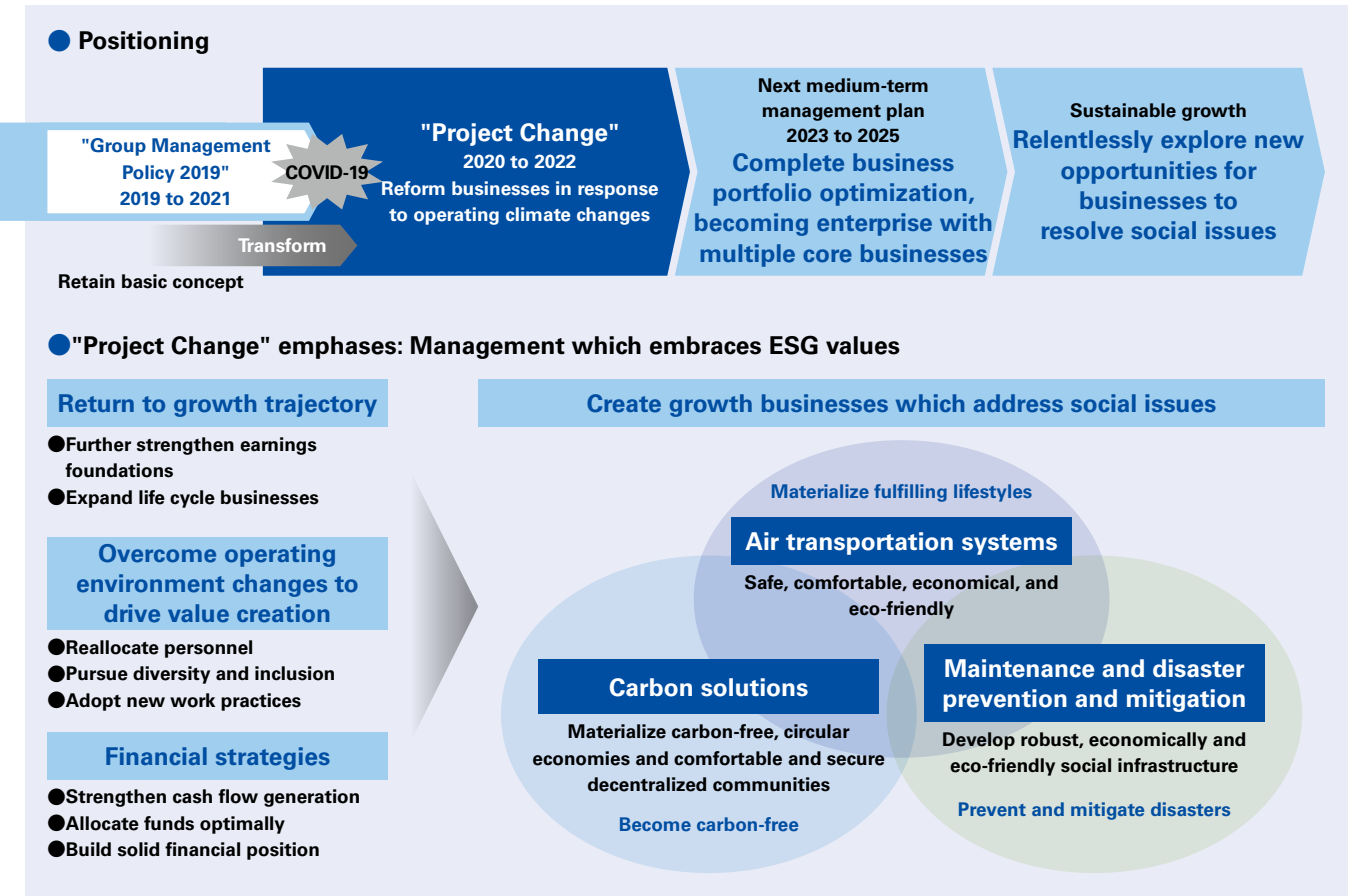 ● Positioning
"Group Management
Policy 2019"
2019 to 2021
COVID-19
Transform
Retain basic concept
"Project Change"
2020 to 2022
Reform businesses in response
to operating climate changes
Next medium-term
management plan
2023 to 2025
Complete business
portfolio optimization,
becoming enterprise with
multiple core businesses
Sustainable growth
Relentlessly explore new
opportunities for
businesses to
resolve social issues
●"Project Change" emphases: Management which embraces ESG values
Return to growth trajectory
●Further strengthen earnings
foundations
●Expand life cycle businesses
Overcome operating
environment changes to
drive value creation
●Reallocate personnel
●Pursue diversity and inclusion
●Adopt new work practices
Financial strategies
●Strengthen cash flow generation
●Allocate funds optimally
●Build solid financial position
Create growth businesses which address social issues
Materialize fulfilling lifestyles
Air transportation systems
Safe, comfortable, economical, and
eco-friendly
Carbon solutions
Materialize carbon-free, circular
economies and comfortable and secure
decentralized communities
Become carbon-free
Maintenance and disaster
prevention and mitigation
Develop robust, economically and
eco-friendly social infrastructure
Prevent and mitigate disasters